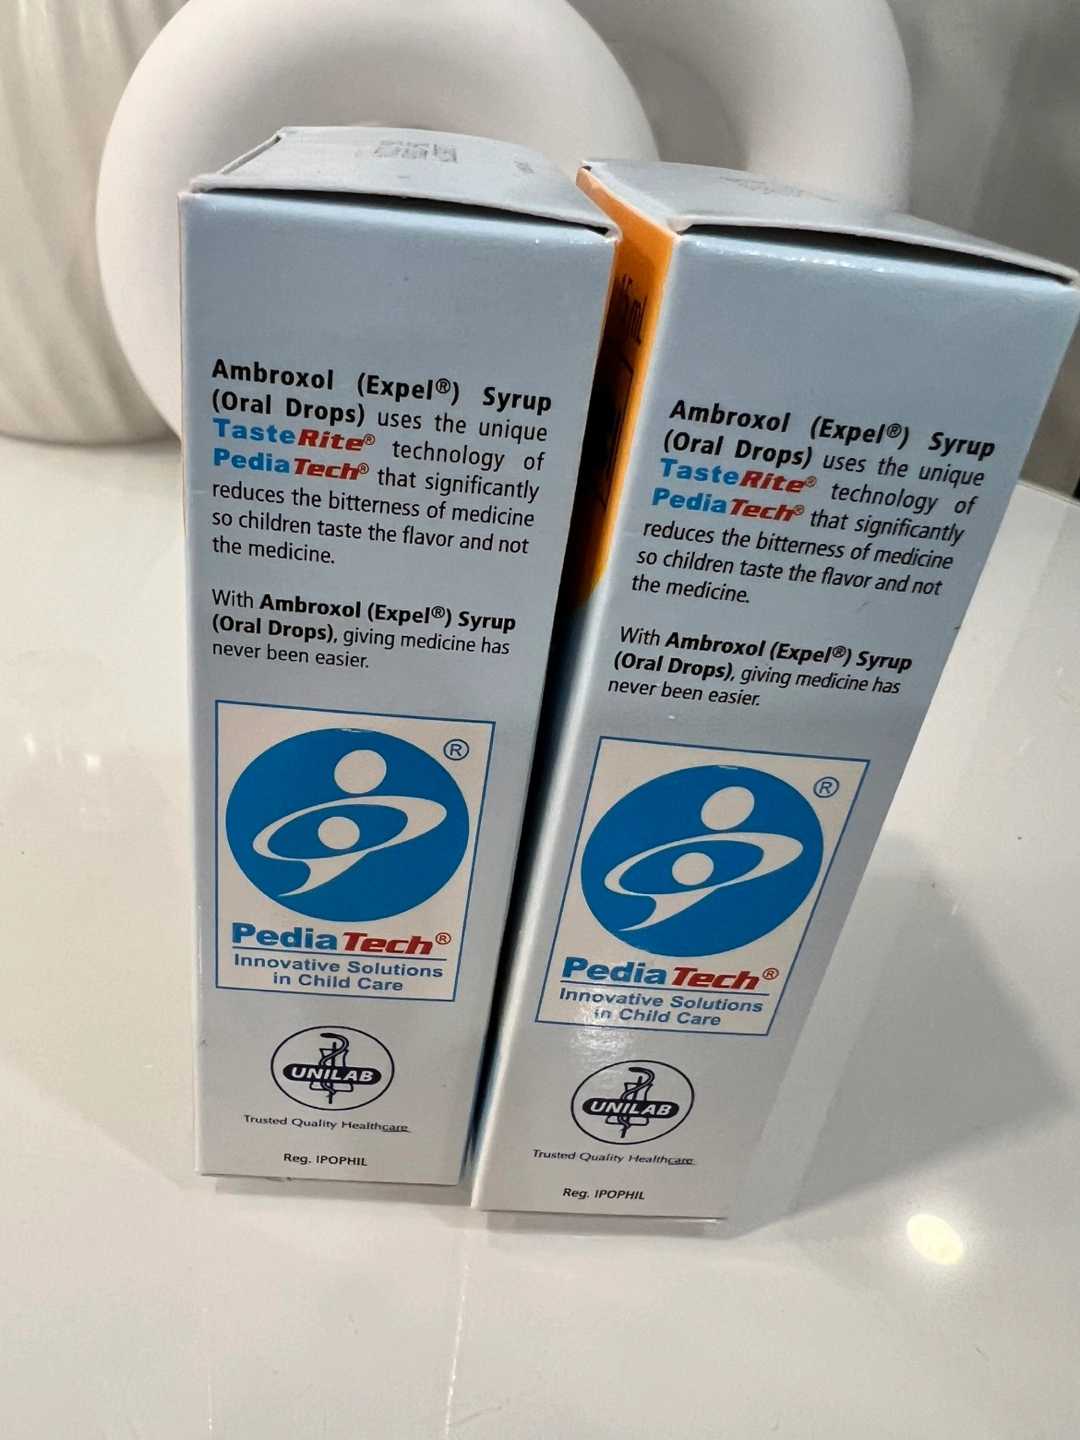 Ambroxol (Expel®) Syrup
(Oral Drops) uses the unique
TasteRite® technology of
PediaTech® that significantly
reduces the bitterness of medicine
so children taste the flavor and not
the medicine.
With Ambroxol (Expel®) Syrup
(Oral Drops), giving medicine has
never been easier.
®
PediaTech®
Innovative Solutions
in Child Care
UNILAB
Trusted Quality Healthcare
Reg. IPOPHIL
15 mL
Ambroxol (Expel®) Syrup
(Oral Drops) uses the unique
TasteRite® technology of
PediaTech® that significantly
reduces the bitterness of medicine
so children taste the flavor and not
the medicine.
With Ambroxol (Expel®) Syrup
(Oral Drops), giving medicine has
never been easier.
®
PediaTech®
Innovative Solutions
in Child Care
UNILAB
Trusted Quality Healthcare
Reg. IPOPHIL